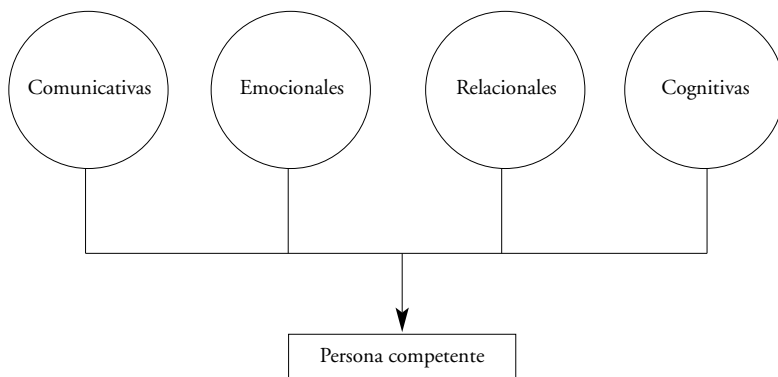 Comunicativas
Emocionales
Relacionales
Cognitivas
Persona competente